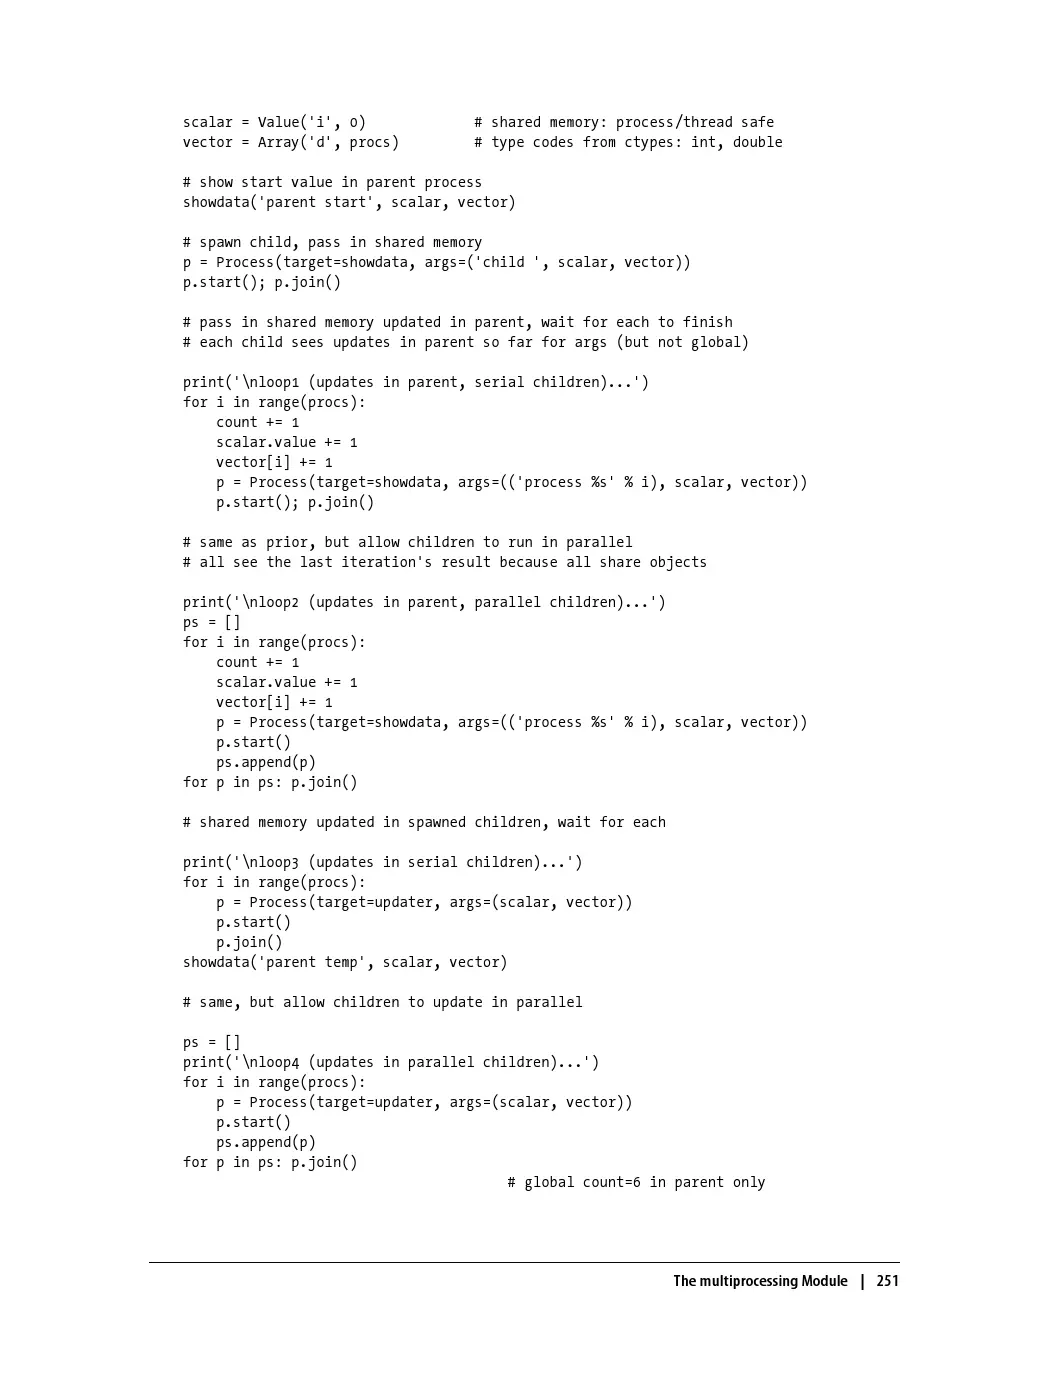 scalar = Value('i', 0)             # shared memory: process/thread safe
vector = Array('d', procs)         # type codes from ctypes: int, double
# show start value in parent process
showdata('parent start', scalar, vector)
# spawn child, pass in shared memory
p = Process(target=showdata, args=('child ', scalar, vector))
p.start(); p.join()
# pass in shared memory updated in parent, wait for each to finish
# each child sees updates in parent so far for args (but not global)
print('\nloop1 (updates in parent, serial children)...')
for i in range(procs):
    count += 1
    scalar.value += 1
    vector[i] += 1
    p = Process(target=showdata, args=(('process %s' % i), scalar, vector))
    p.start(); p.join()
# same as prior, but allow children to run in parallel
# all see the last iteration's result because all share objects
print('\nloop2 (updates in parent, parallel children)...')
ps = []
for i in range(procs):
    count += 1
    scalar.value += 1
    vector[i] += 1
    p = Process(target=showdata, args=(('process %s' % i), scalar, vector))
    p.start()
    ps.append(p)
for p in ps: p.join()
# shared memory updated in spawned children, wait for each
print('\nloop3 (updates in serial children)...')
for i in range(procs):
    p = Process(target=updater, args=(scalar, vector))
    p.start()
    p.join()
showdata('parent temp', scalar, vector)
# same, but allow children to update in parallel
ps = []
print('\nloop4 (updates in parallel children)...')
for i in range(procs):
    p = Process(target=updater, args=(scalar, vector))
    p.start()
    ps.append(p)
for p in ps: p.join()
                                       # global count=6 in parent only
The multiprocessing Module | 251